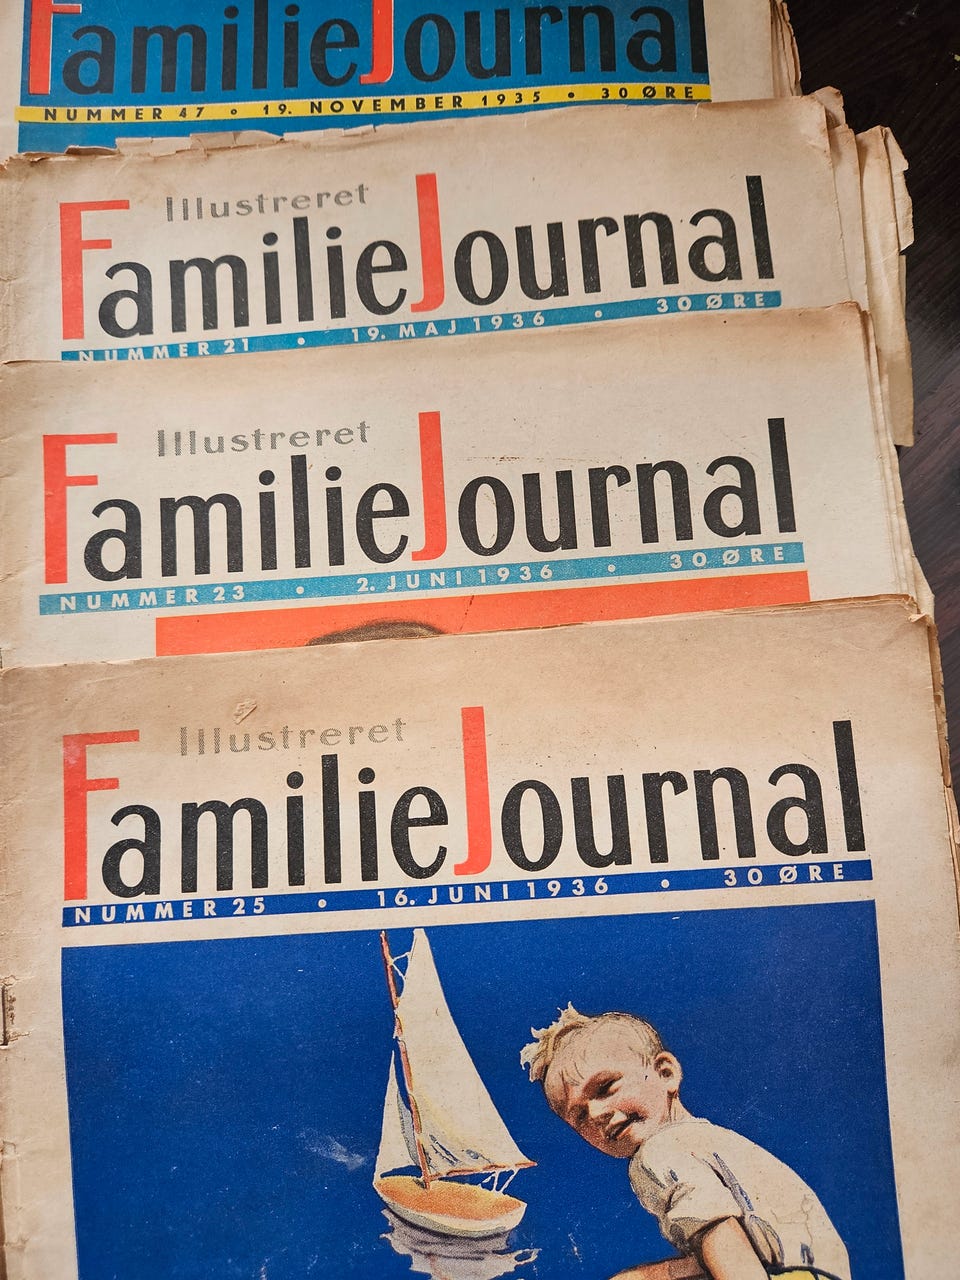 FamilieJournal
NUMMER 47 • 19. NOVEMBER 1935 • 30 ØRE
Illustreret
FamilieJournal
NUMMER 21 • 19. MAJ 1936 • 30 ØRE
Illustreret
FamilieJournal
NUMMER 23 • 2. JUNI 1936 • 30 ØRE
Illustreret
FamilieJournal
NUMMER 25 • 16. JUNI 1936 • 30 ØRE